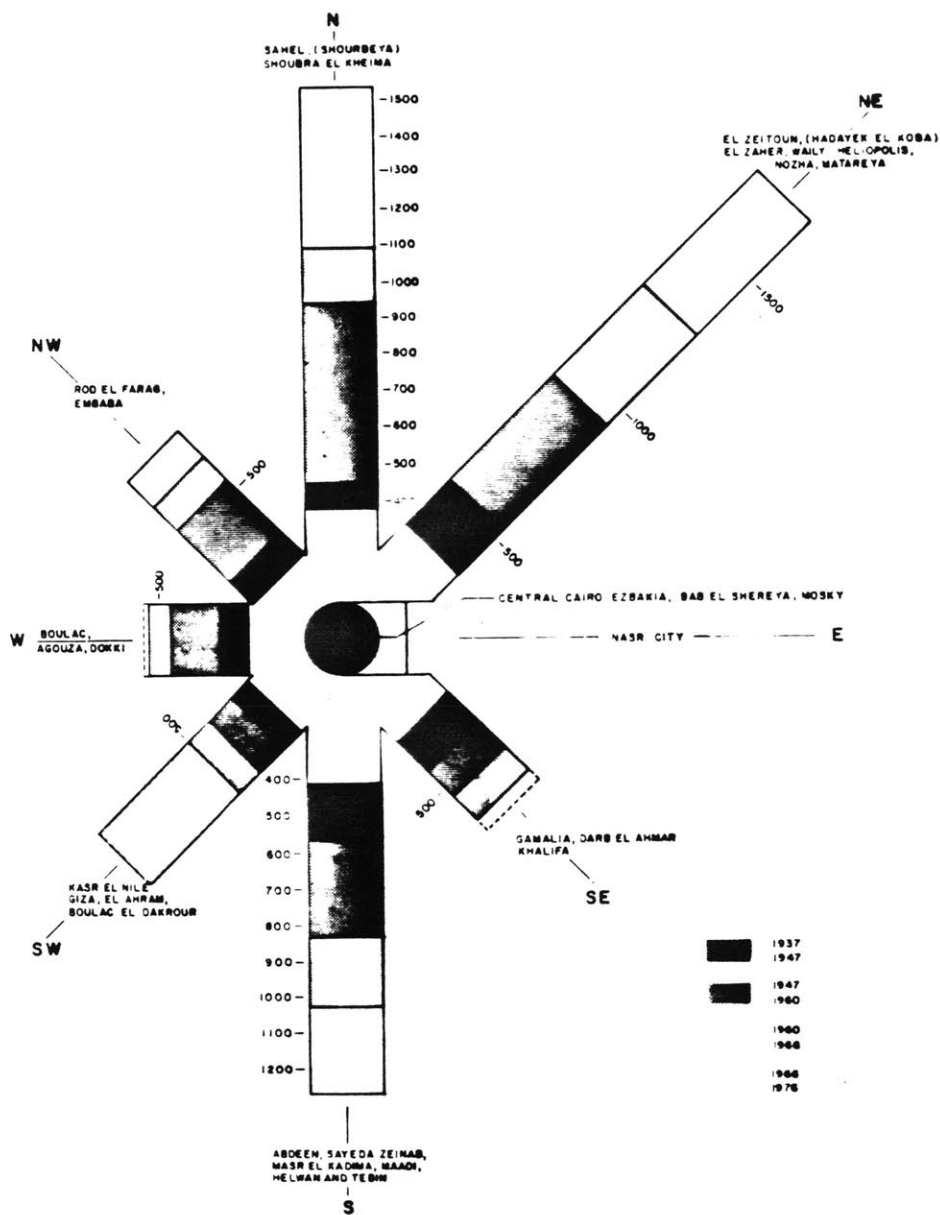 N
SAHEL, (SHOURBEYA)
SHOUBRA EL KHEIMA
-1500
-1400
-1300
-1200
-1100
-1000
-900
-800
-700
-600
-500
NE
EL ZEITOUN, (HADAYEK EL KOBA)
EL ZAHER, WAILY HELIOPOLIS,
NOZHA, MATAREYA
-1500
-1000
-500
NW
ROD EL FARAG,
EMBABA
-500
CENTRAL CAIRO EZBAKIA, BAB EL SHEREYA, MOSKY
NASR CITY
E
W
BOULAC,
AGOUZA, DOKKI
-500
500
KASR EL NILE
GIZA, EL AHRAM,
BOULAC EL DAKROUR
SW
500
GAMALIA, DARB EL AHMAR
KHALIFA
SE
400-
500-
600-
700-
800-
900-
1000-
1100-
1200-
ABDEEN, SAYEDA ZEINAB,
MASR EL KADIMA, MAADI,
HELWAN AND TEBIN
S
1937
1947
1947
1960
1960
1966
1966
1976